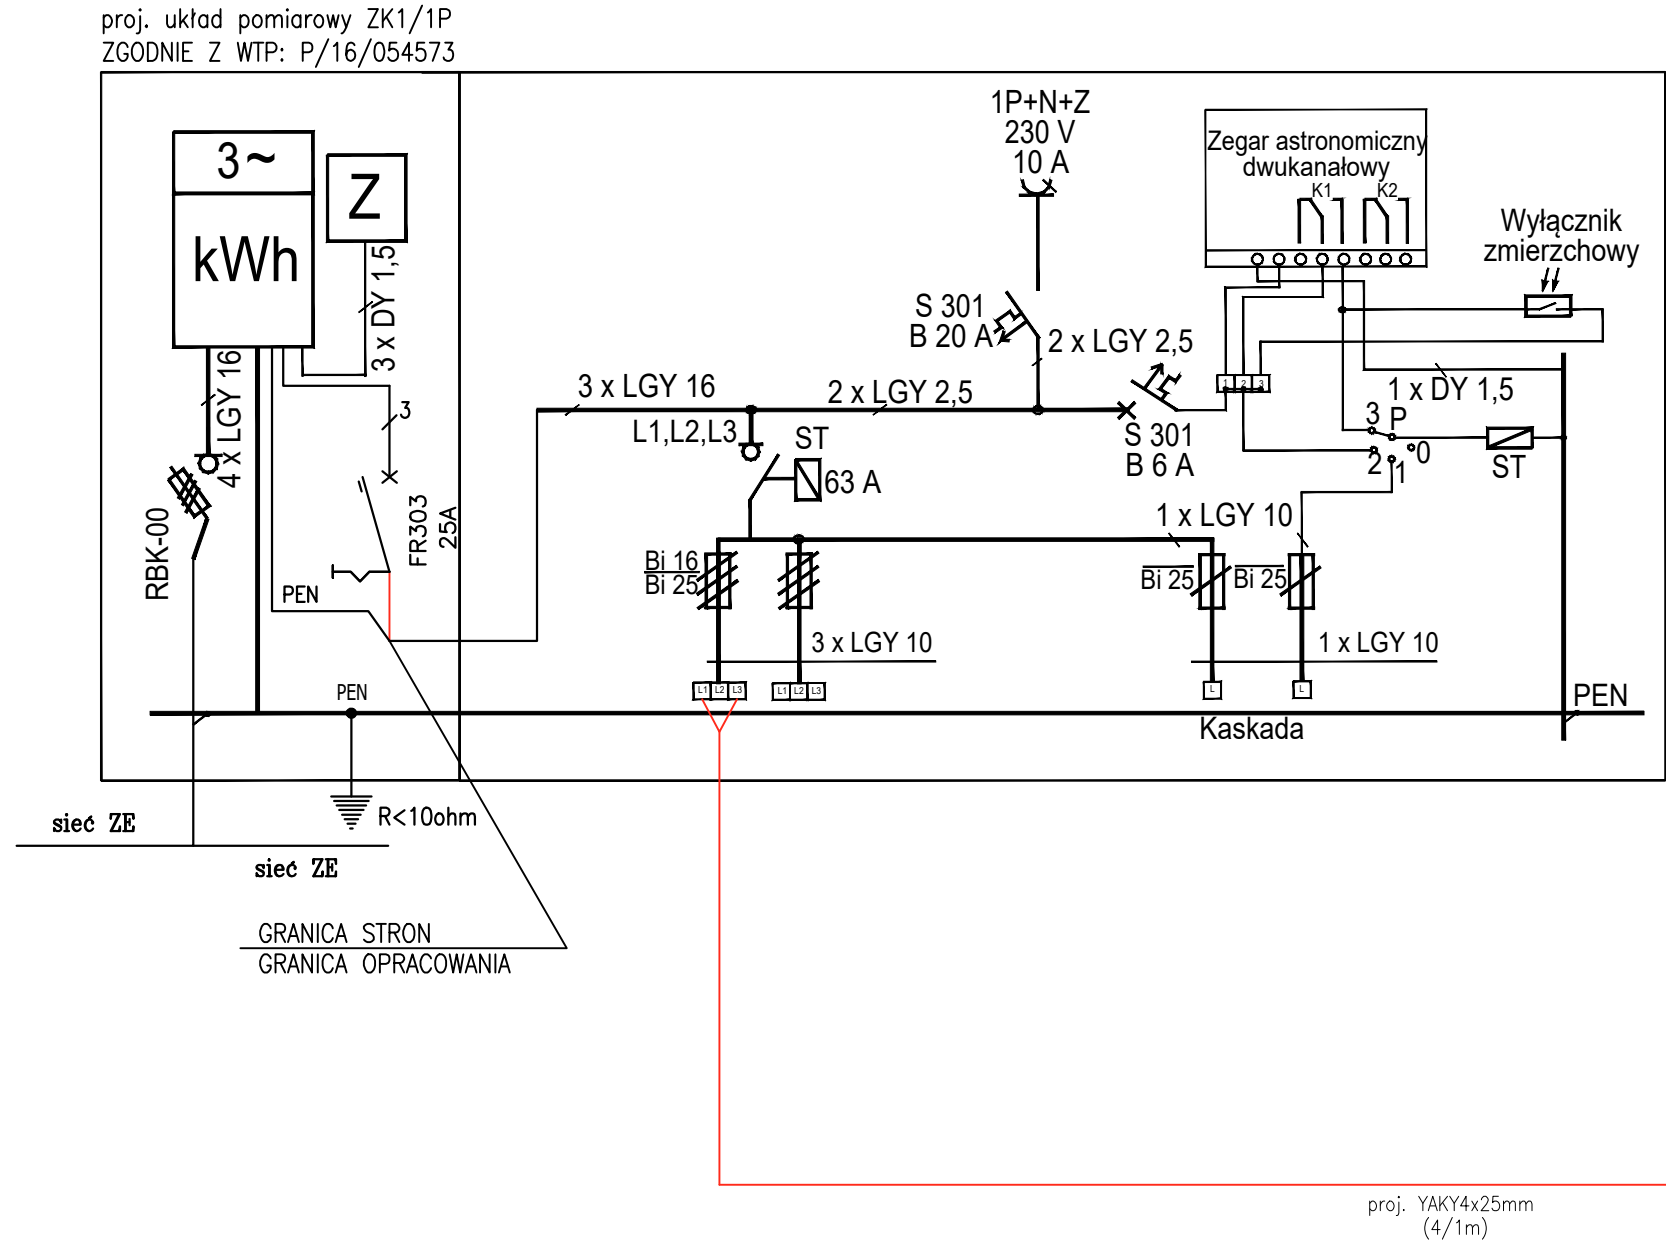 proj. układ pomiarowy ZK1/1P
ZGODNIE Z WTP: P/16/054573
3~
kWh
Z
3 x DY 1,5
4 x LGY 16
RBK-00
3
FR303
25A
PEN
PEN
R<10ohm
sieć ZE
sieć ZE
GRANICA STRON
GRANICA OPRACOWANIA
3 x LGY 16
L1,L2,L3
2 x LGY 2,5
ST
63 A
1P+N+Z
230 V
10 A
S 301
B 20 A
2 x LGY 2,5
S 301
B 6 A
Zegar astronomiczny
dwukanałowy
K1
K2
Wyłącznik
zmierzchowy
1 2 3
1 x DY 1,5
3 P
2 1 0
ST
1 x LGY 10
Bi 16
Bi 25
Bi 25
Bi 25
3 x LGY 10
1 x LGY 10
L1 L2 L3
L1 L2 L3
L
L
Kaskada
PEN
proj. YAKY4x25mm
(4/1m)